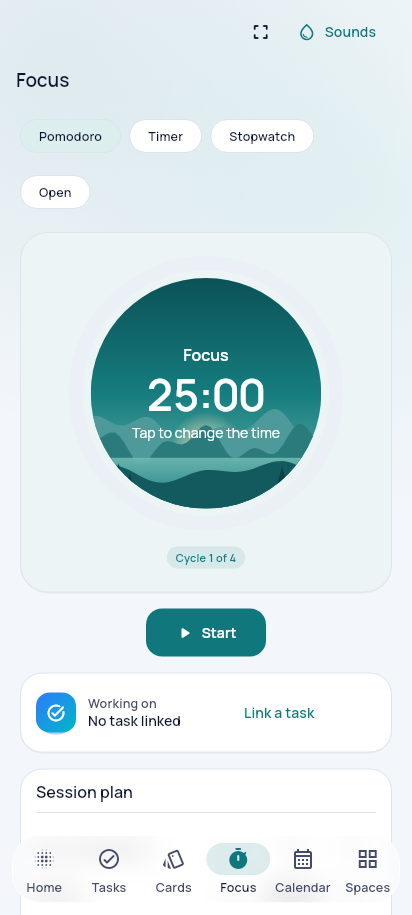 Sounds
Focus
Pomodoro
Timer
Stopwatch
Open
Focus
25:00
Tap to change the time
Cycle 1 of 4
Start
Working on
No task linked
Link a task
Session plan
Home
Tasks
Cards
Focus
Calendar
Spaces